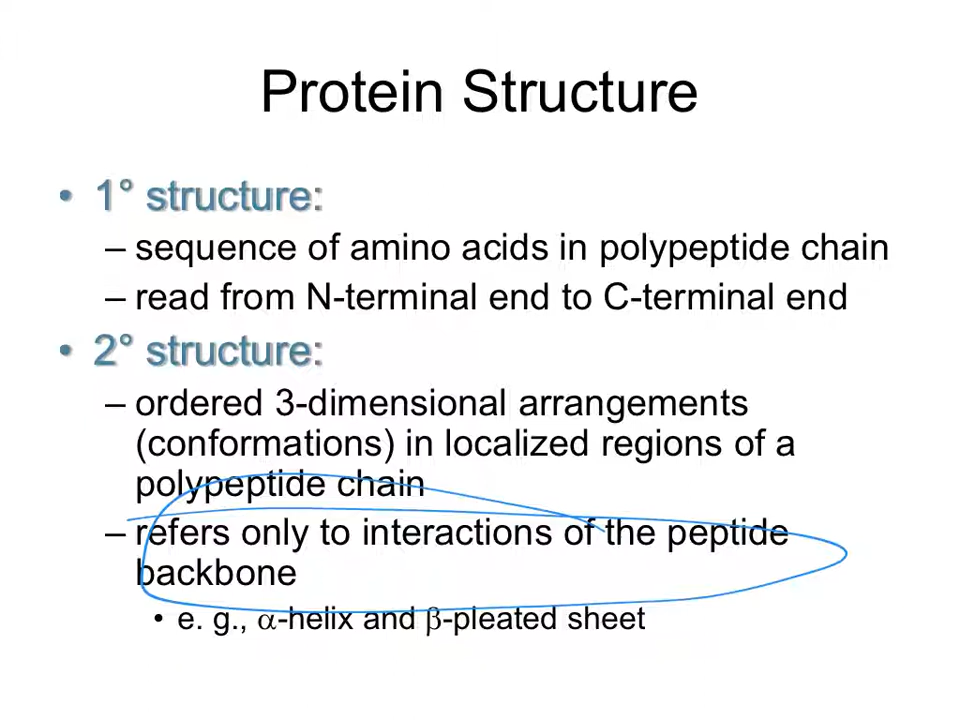 Protein Structure
• 1° structure:
– sequence of amino acids in polypeptide chain
– read from N-terminal end to C-terminal end
• 2° structure:
– ordered 3-dimensional arrangements
(conformations) in localized regions of a
polypeptide chain
– refers only to interactions of the peptide
backbone
• e. g., α-helix and β-pleated sheet